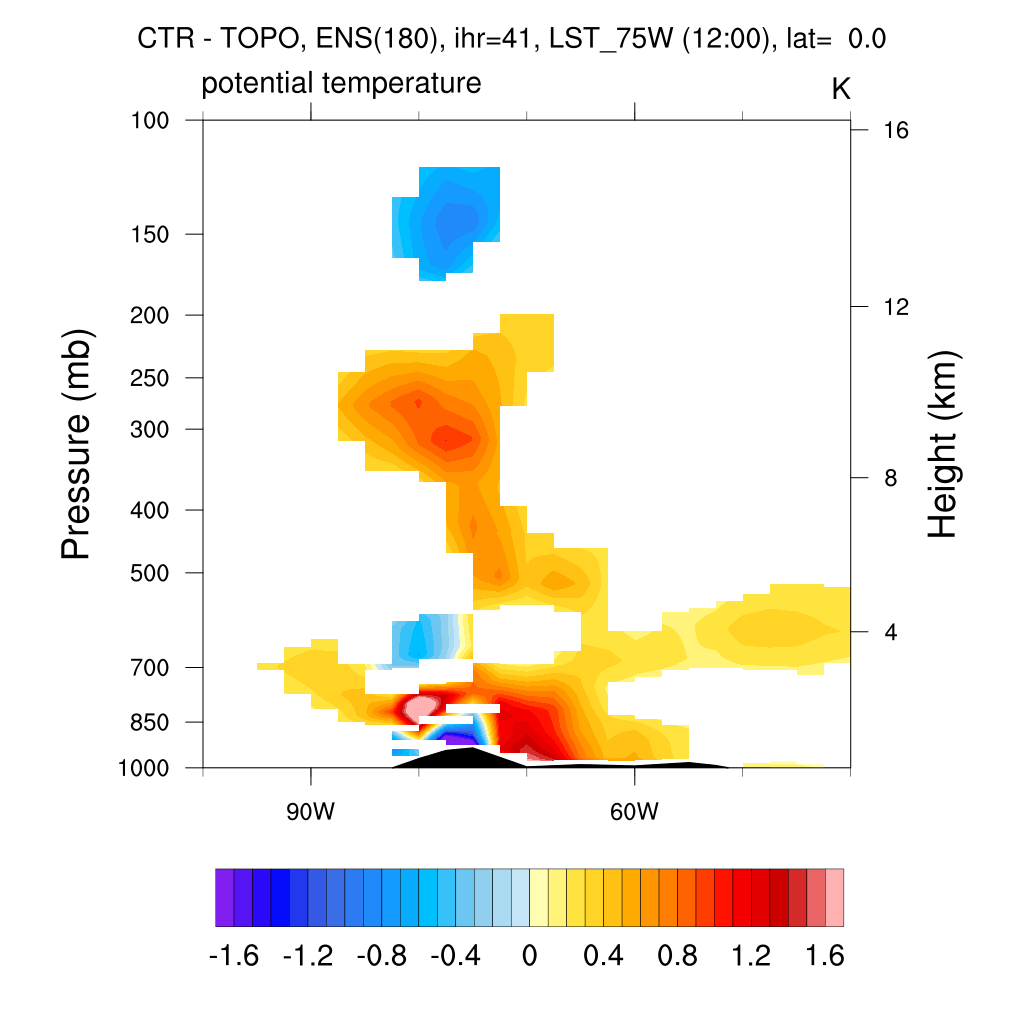 CTR - TOPO, ENS(180), ihr=41, LST_75W (12:00), lat=  0.0
potential temperature K
100
150
200
250
300
400
500
700
850
1000
Pressure (mb)
16
12
8
4
Height (km)
90W 60W
-1.6 -1.2 -0.8 -0.4 0 0.4 0.8 1.2 1.6